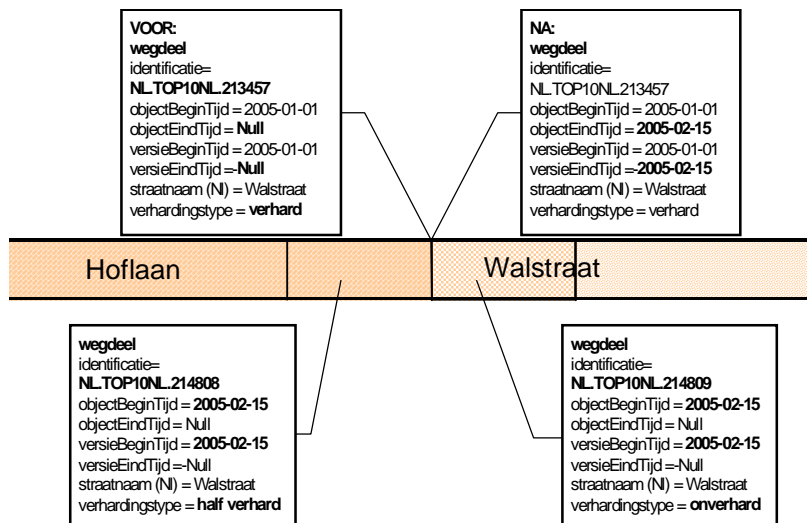 VOOR:
wegdeel
identificatie=
NL.TOP10NL.213457
objectBeginTijd = 2005-01-01
objectEindTijd = Null
versieBeginTijd = 2005-01-01
versieEindTijd =-Null
straatnaam (Nl) = Walstraat
verhardingstype = verhard
NA:
wegdeel
identificatie=
NL.TOP10NL.213457
objectBeginTijd = 2005-01-01
objectEindTijd = 2005-02-15
versieBeginTijd = 2005-01-01
versieEindTijd =-2005-02-15
straatnaam (Nl) = Walstraat
verhardingstype = verhard
Hoflaan
Walstraat
wegdeel
identificatie=
NL.TOP10NL.214808
objectBeginTijd = 2005-02-15
objectEindTijd = Null
versieBeginTijd = 2005-02-15
versieEindTijd =-Null
straatnaam (Nl) = Walstraat
verhardingstype = half verhard
wegdeel
identificatie=
NL.TOP10NL.214809
objectBeginTijd = 2005-02-15
objectEindTijd = Null
versieBeginTijd = 2005-02-15
versieEindTijd =-Null
straatnaam (Nl) = Walstraat
verhardingstype = onverhard